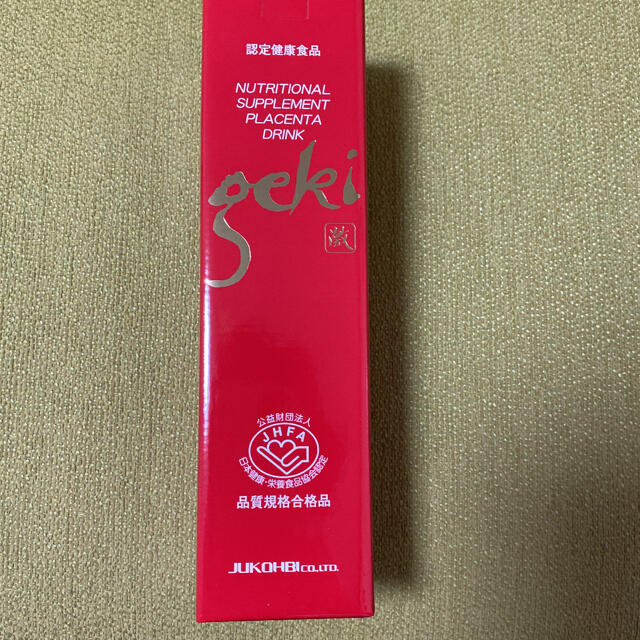 認定健康食品
NUTRITIONAL
SUPPLEMENT
PLACENTA
DRINK
geki
激
公益財団法人
JHFA
日本健康・栄養食品協会認定
品質規格合格品
JUKOHBI CO.,LTD.